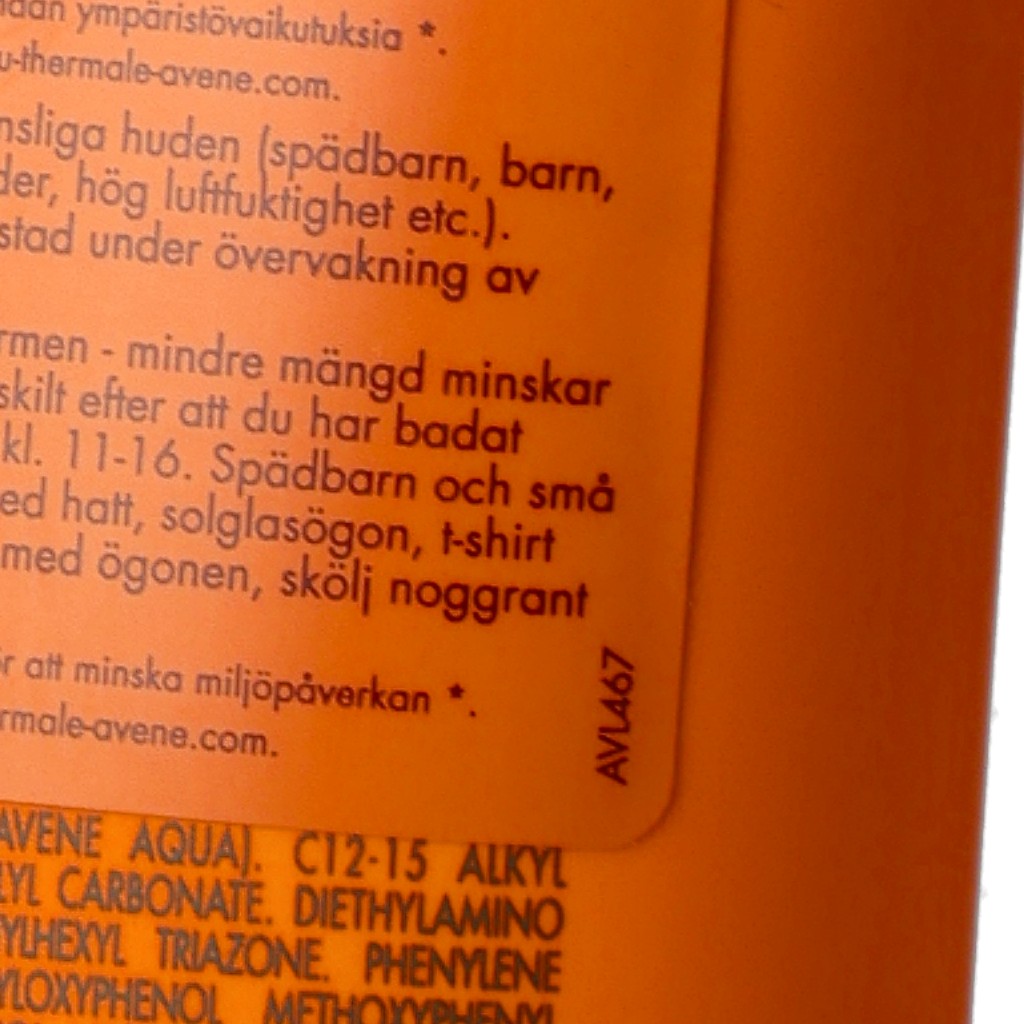 ympäristövaikutuksia *.
u-thermale-avene.com.
nsliga huden (spädbarn, barn,
der, hög luftfuktighet etc.).
stad under övervakning av
rmen - mindre mängd minskar
skilt efter att du har badat
kl. 11-16. Spädbarn och små
ed hatt, solglasögon, t-shirt
med ögonen, skölj noggrant
r att minska miljöpåverkan *.
rmale-avene.com.
AVL467
AVENE AQUA). C12-15 ALKYL
LYL CARBONATE. DIETHYLAMINO
YLHEXYL TRIAZONE. PHENYLENE
YLOXYPHENOL METHOXYPHENYL